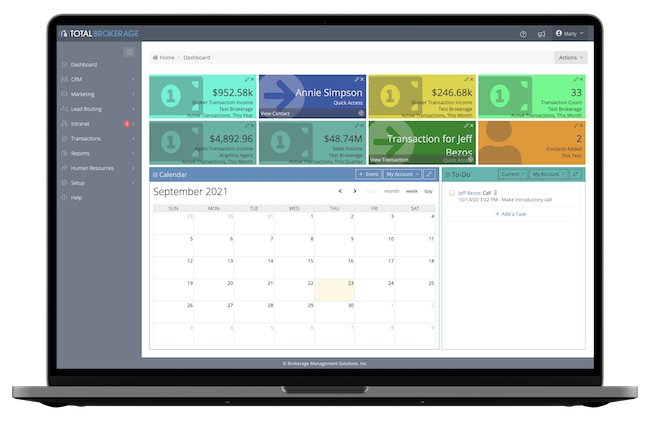 TOTALBROKERAGE
Marty
Dashboard
CRM
Marketing
Lead Routing
Intranet
Transactions
Reports
Human Resources
Setup
Help
Home
Dashboard
Actions
$952.58k
Broker Transaction Income
Test Brokerage
Active Transactions, This Year
Annie Simpson
Quick Access
View Contact
$246.68k
Broker Transaction Income
Test Brokerage
Active Transactions, This Month
33
Transaction Count
Test Brokerage
Active Transactions, This Month
$4,892.96
Agent Transaction Income
Angeline Agent
Active Transactions, This Month
$48.74M
Sales Volume
Test Brokerage
Active Transactions, This Quarter
Transaction for Jeff
Bezos
View Transaction
Quick Access
2
Contacts Added
This Year
Calendar
+ Event
My Account
September 2021
month week day
SUN MON TUE WED THU FRI SAT
29 30 31 1 2 3 4
5 6 7 8 9 10 11
12 13 14 15 16 17 18
19 20 21 22 23 24 25
26 27 28 29 30 1 2
3 4 5 6 7 8 9
To-Do
Current
My Account
Jeff Bezos: Call
10/15/20 3:02 PM - Make introductory call
+ Add a Task
© Brokerage Management Solutions, Inc.